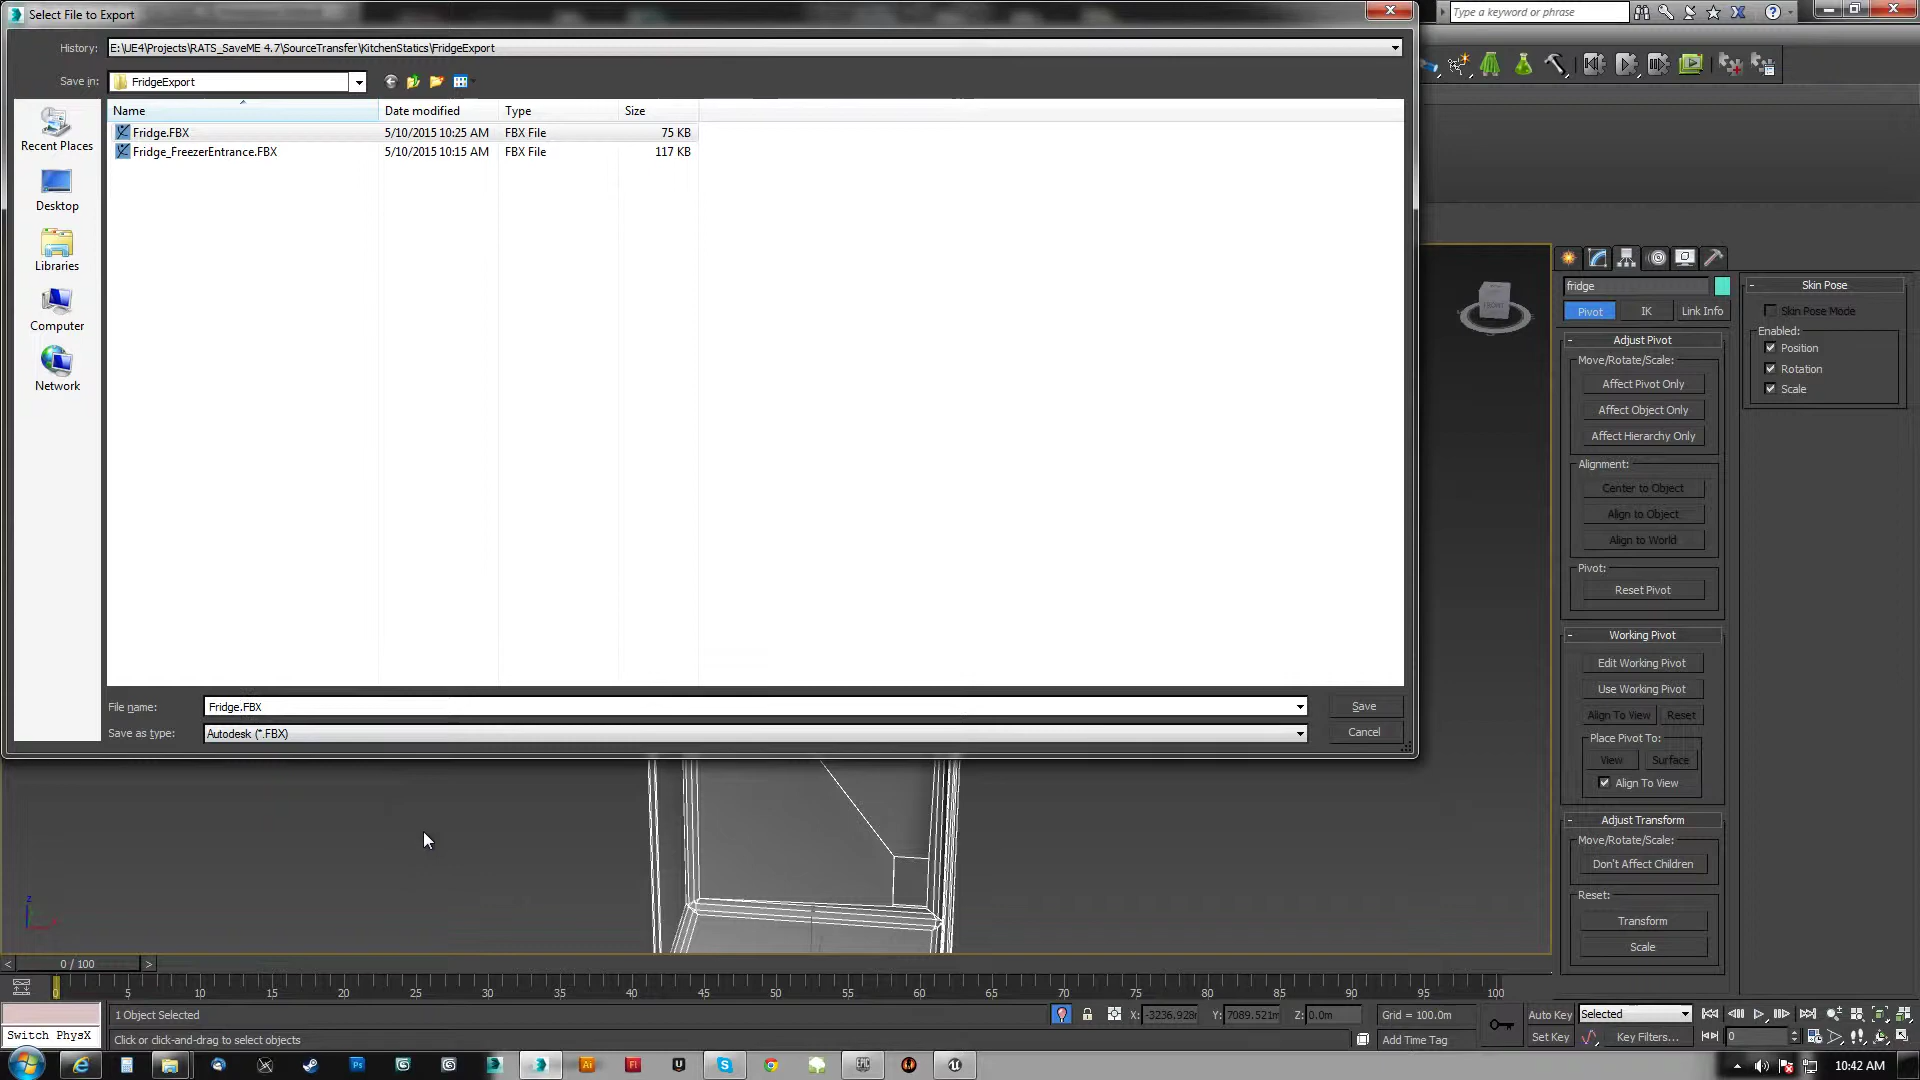 Select File to Export
Type a keyword or phrase
History: E:\UE4\Projects\RATS_SaveME 4.7\SourceTransfer\KitchenStatics\FridgeExport
Save in: FridgeExport
Name Date modified Type Size
Fridge.FBX 5/10/2015 10:25 AM FBX File 75 KB
Fridge_FreezerEntrance.FBX 5/10/2015 10:15 AM FBX File 117 KB
Recent Places
Desktop
Libraries
Computer
Network
File name: Fridge.FBX Save
Save as type: Autodesk (*.FBX) Cancel
FRONT
fridge
Pivot IK Link Info
- Adjust Pivot
Move/Rotate/Scale:
Affect Pivot Only
Affect Object Only
Affect Hierarchy Only
Alignment:
Center to Object
Align to Object
Align to World
Pivot:
Reset Pivot
- Working Pivot
Edit Working Pivot
Use Working Pivot
Align To View Reset
Place Pivot To:
View Surface
Align To View
- Adjust Transform
Move/Rotate/Scale:
Don't Affect Children
Reset:
Transform
Scale
- Skin Pose
Skin Pose Mode
Enabled:
Position
Rotation
Scale
z
< 0 / 100 >
0 5 10 15 20 25 30 35 40 45 50 55 60 65 70 75 80 85 90 95 100
1 Object Selected X: -3236.928m Y: 7089.521m Z: 0.0m Grid = 100.0m Auto Key Selected
Switch PhysX Click or click-and-drag to select objects Add Time Tag Set Key Key Filters... 0
10:42 AM